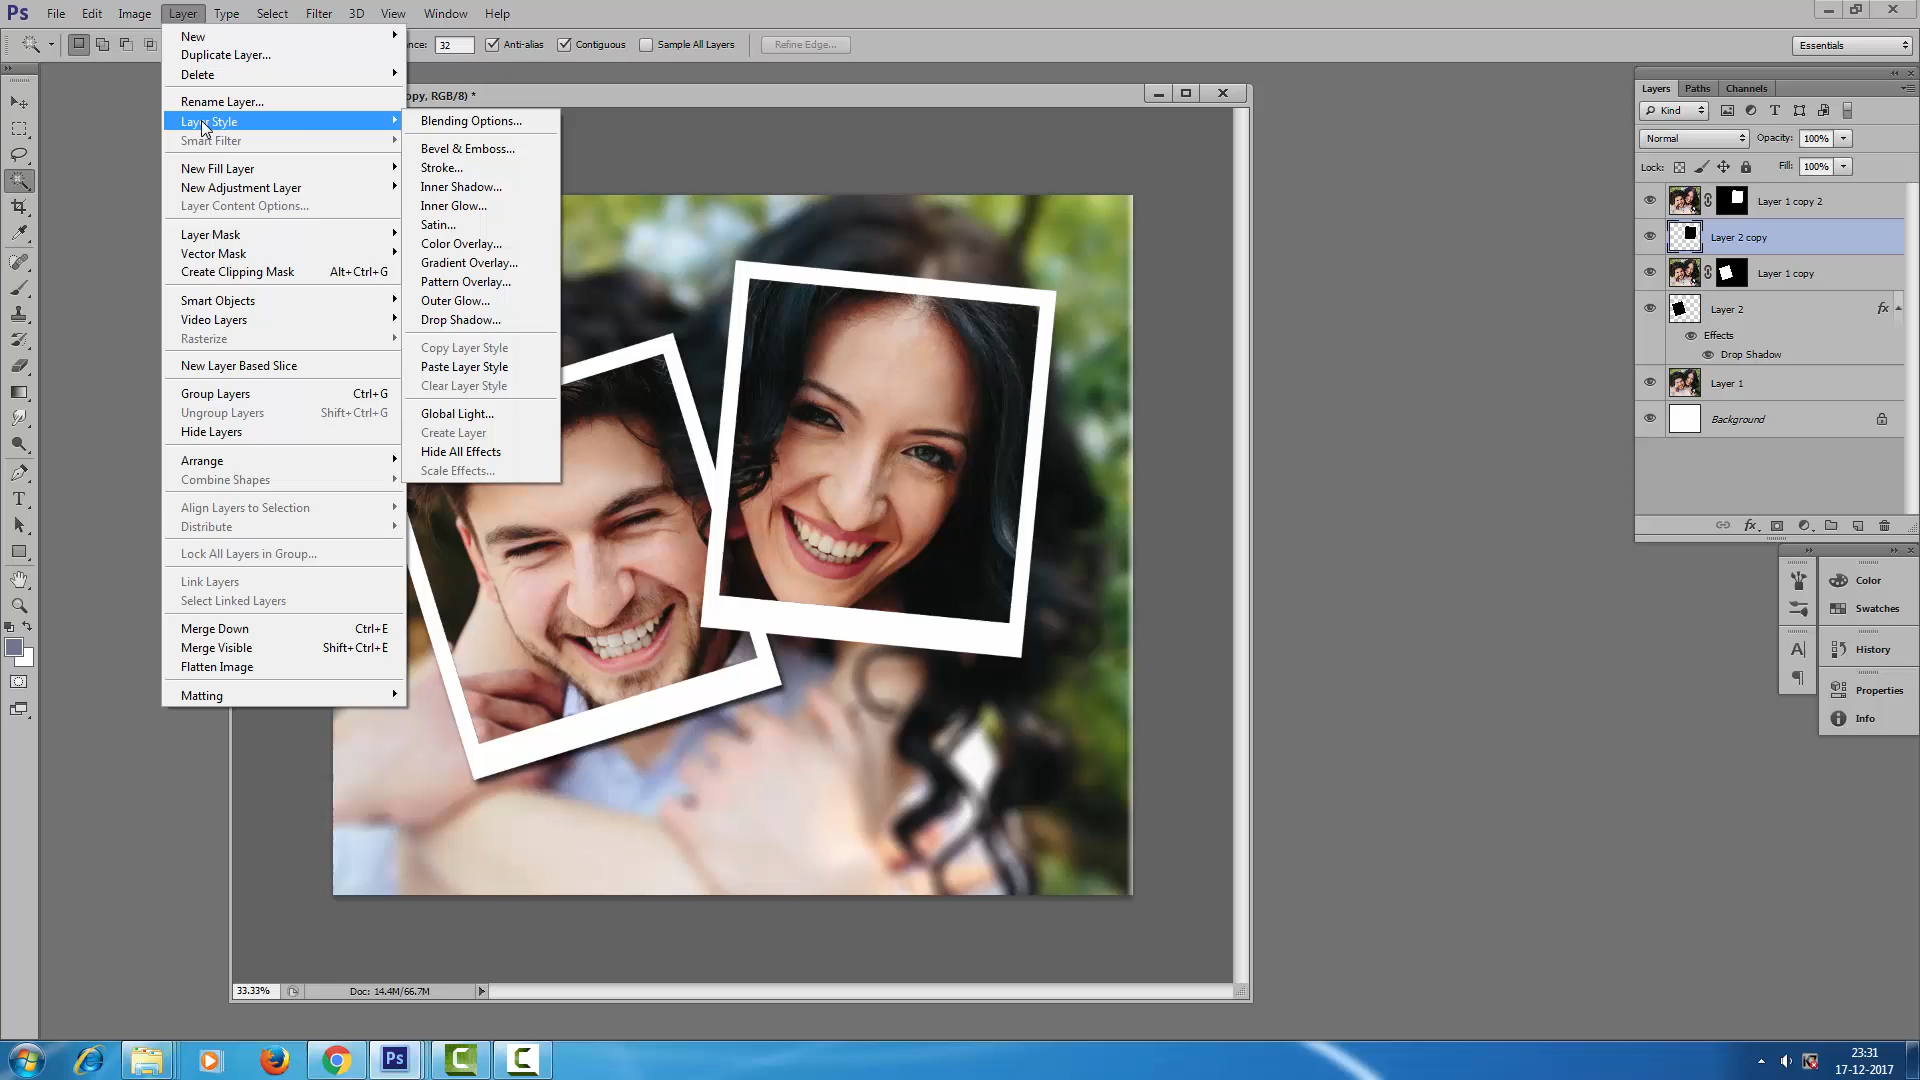 Ps File Edit Image Layer Type Select Filter 3D View Window Help
nce: 32 Anti-alias Contiguous Sample All Layers Refine Edge... Essentials
opy, RGB/8) *
New
Duplicate Layer...
Delete
Rename Layer...
Layer Style
Smart Filter
New Fill Layer
New Adjustment Layer
Layer Content Options...
Layer Mask
Vector Mask
Create Clipping Mask Alt+Ctrl+G
Smart Objects
Video Layers
Rasterize
New Layer Based Slice
Group Layers Ctrl+G
Ungroup Layers Shift+Ctrl+G
Hide Layers
Arrange
Combine Shapes
Align Layers to Selection
Distribute
Lock All Layers in Group...
Link Layers
Select Linked Layers
Merge Down Ctrl+E
Merge Visible Shift+Ctrl+E
Flatten Image
Matting
Blending Options...
Bevel & Emboss...
Stroke...
Inner Shadow...
Inner Glow...
Satin...
Color Overlay...
Gradient Overlay...
Pattern Overlay...
Outer Glow...
Drop Shadow...
Copy Layer Style
Paste Layer Style
Clear Layer Style
Global Light...
Create Layer
Hide All Effects
Scale Effects...
Layers Paths Channels
Kind
Normal Opacity: 100%
Lock: Fill: 100%
Layer 1 copy 2
Layer 2 copy
Layer 1 copy
Layer 2 fx
Effects
Drop Shadow
Layer 1
Background
fx
Color
Swatches
History
Properties
Info
33.33% Doc: 14.4M/66.7M
Ps
23:31
17-12-2017